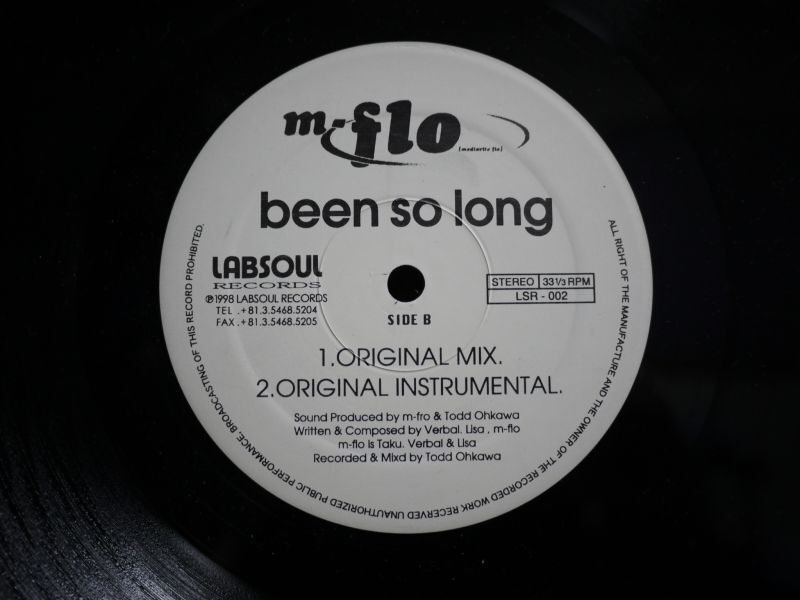 m-flo
[mediarite flo]
been so long
LABSOUL
RECORDS
℗1998 LABSOUL RECORDS
TEL .+81.3.5468.5204
FAX .+81.3.5468.5205
SIDE B
STEREO 33 1/3 RPM
LSR - 002
1.ORIGINAL MIX.
2.ORIGINAL INSTRUMENTAL.
Sound Produced by m-fro & Todd Ohkawa
Written & Composed by Verbal. Lisa . m-flo
m-flo is Taku. Verbal & Lisa
Recorded & Mixd by Todd Ohkawa
ALL RIGHT OF THE MANUFACTURE AND THE OWNER OF THE RECORDED WORK RECERVED UNAUTHORIZED PUBLIC PERFORMANCE. BROADCASTING OF THIS RECORD PROHIBITED.